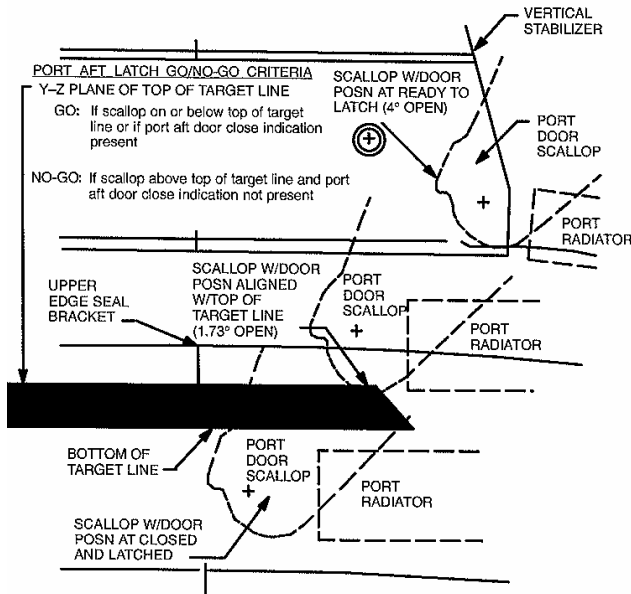 VERTICAL
STABILIZER
PORT AFT LATCH GO/NO-GO CRITERIA
Y–Z PLANE OF TOP OF TARGET LINE
GO: If scallop on or below top of target
line or if port aft door close indication
present
NO-GO: If scallop above top of target line and port
aft door close indication not present
SCALLOP W/DOOR
POSN AT READY TO
LATCH (4° OPEN)
PORT
DOOR
SCALLOP
PORT
RADIATOR
UPPER
EDGE SEAL
BRACKET
SCALLOP W/DOOR
POSN ALIGNED
W/TOP OF
TARGET LINE
(1.73° OPEN)
PORT
DOOR
SCALLOP
PORT
RADIATOR
BOTTOM OF
TARGET LINE
PORT
DOOR
SCALLOP
PORT
RADIATOR
SCALLOP W/DOOR
POSN AT CLOSED
AND LATCHED